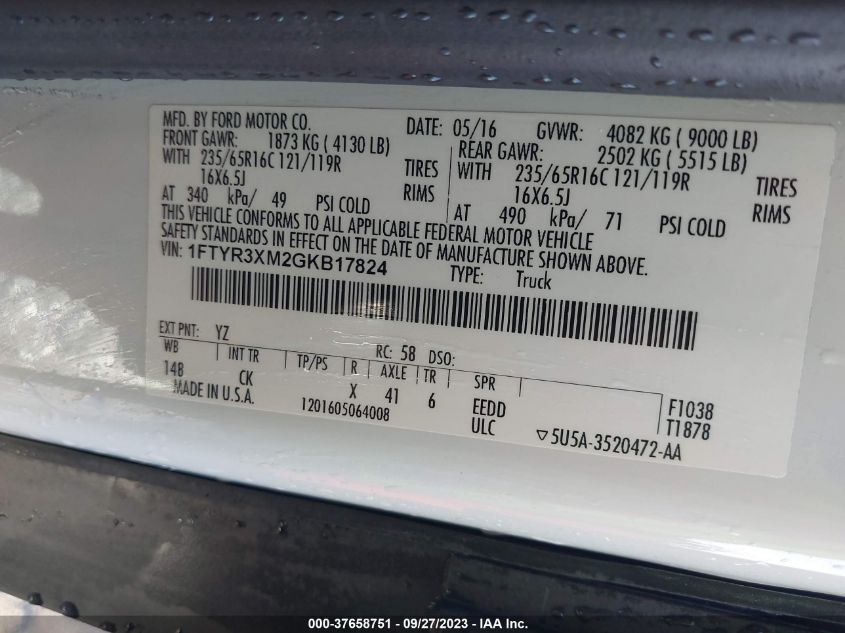 MFD. BY FORD MOTOR CO. DATE: 05/16 GVWR: 4082 KG ( 9000 LB)
FRONT GAWR: 1873 KG ( 4130 LB) REAR GAWR: 2502 KG ( 5515 LB)
WITH 235/65R16C 121/119R TIRES WITH 235/65R16C 121/119R TIRES
16X6.5J RIMS 16X6.5J RIMS
AT 340 kPa/ 49 PSI COLD AT 490 kPa/ 71 PSI COLD
THIS VEHICLE CONFORMS TO ALL APPLICABLE FEDERAL MOTOR VEHICLE
SAFETY STANDARDS IN EFFECT ON THE DATE OF MANUFACTURE SHOWN ABOVE.
VIN: 1FTYR3XM2GKB17824 TYPE: Truck
EXT PNT: YZ RC: 58 DSO:
WB INT TR TP/PS R AXLE TR SPR
148 CK X 41 6 EEDD F1038
MADE IN U.S.A. 1201605064008 ULC T1878
▽5U5A-3520472-AA
000-37658751 - 09/27/2023 - IAA Inc.